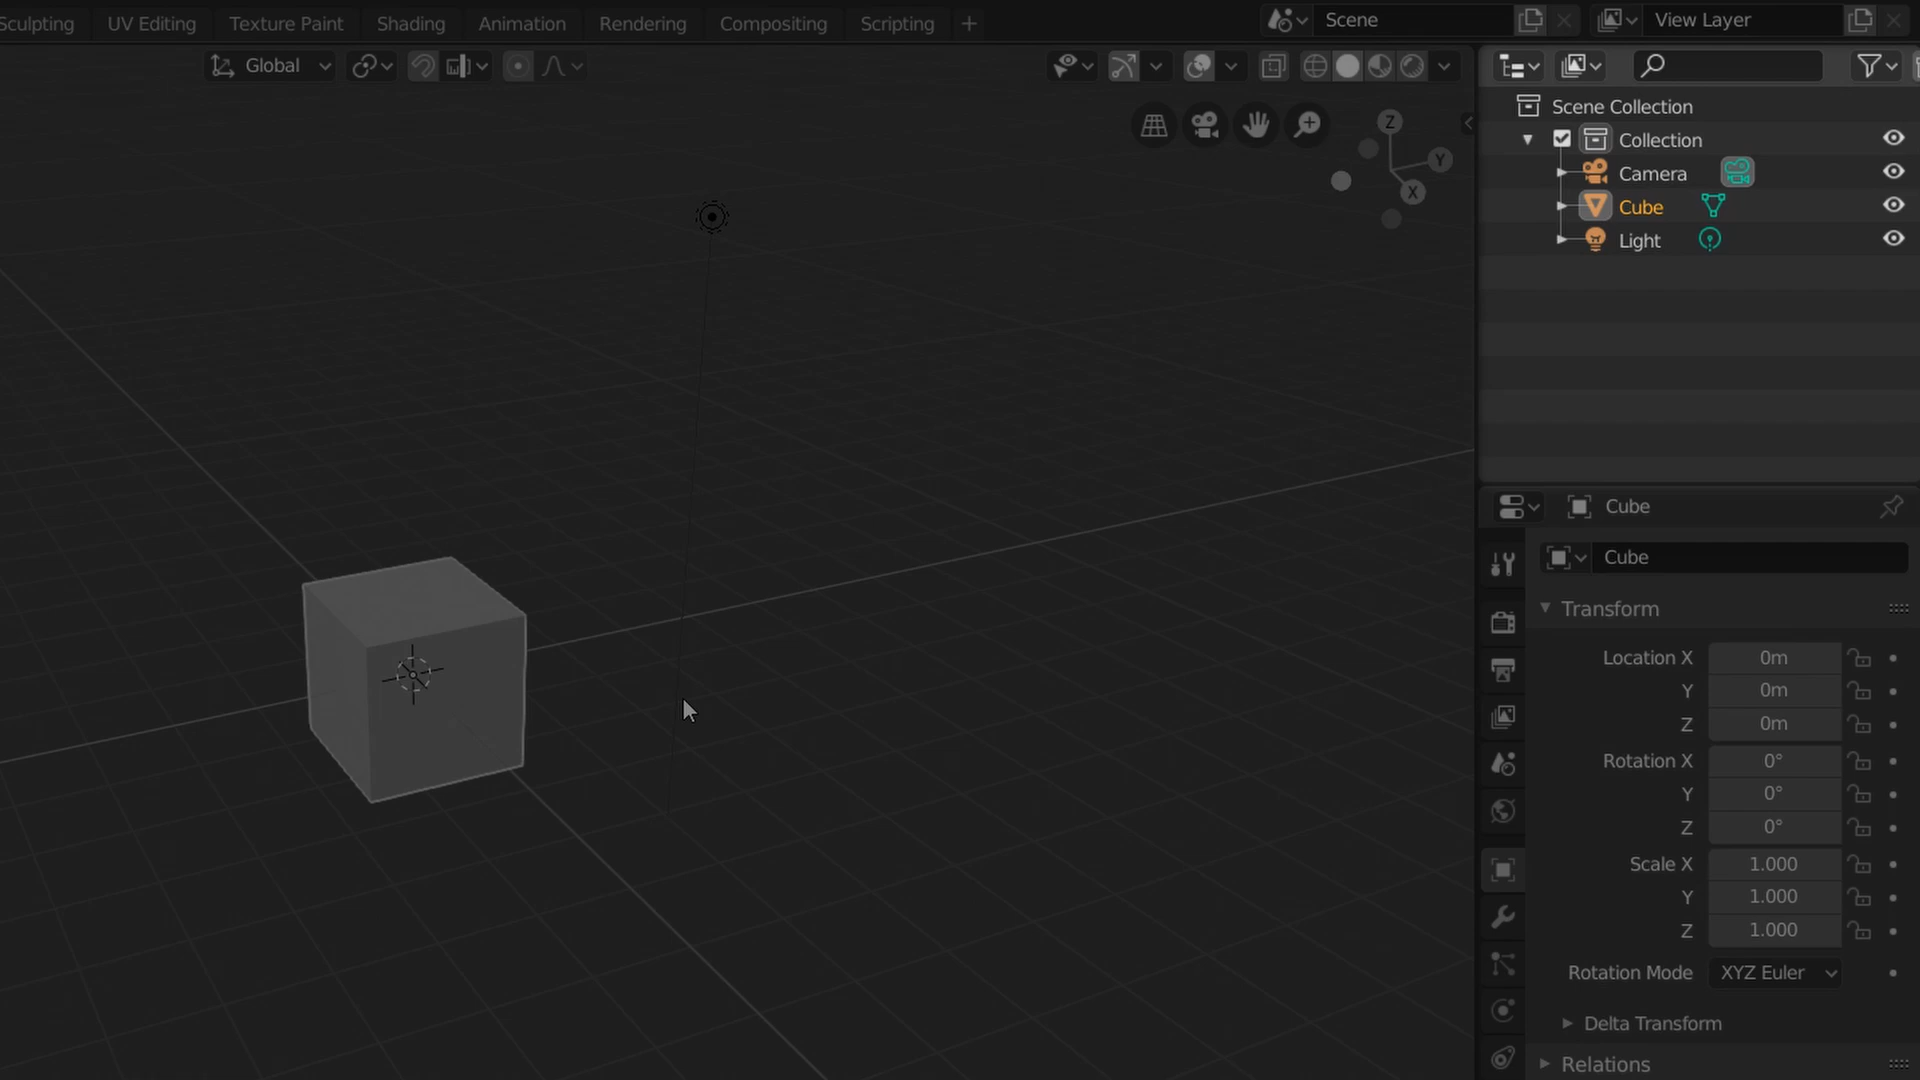 Sculpting UV Editing Texture Paint Shading Animation Rendering Compositing Scripting + Scene View Layer
Global
Z
Y
X
Scene Collection
Collection
Camera
Cube
Light
Cube
Cube
Transform
Location X 0m
Y 0m
Z 0m
Rotation X 0°
Y 0°
Z 0°
Scale X 1.000
Y 1.000
Z 1.000
Rotation Mode XYZ Euler
Delta Transform
Relations